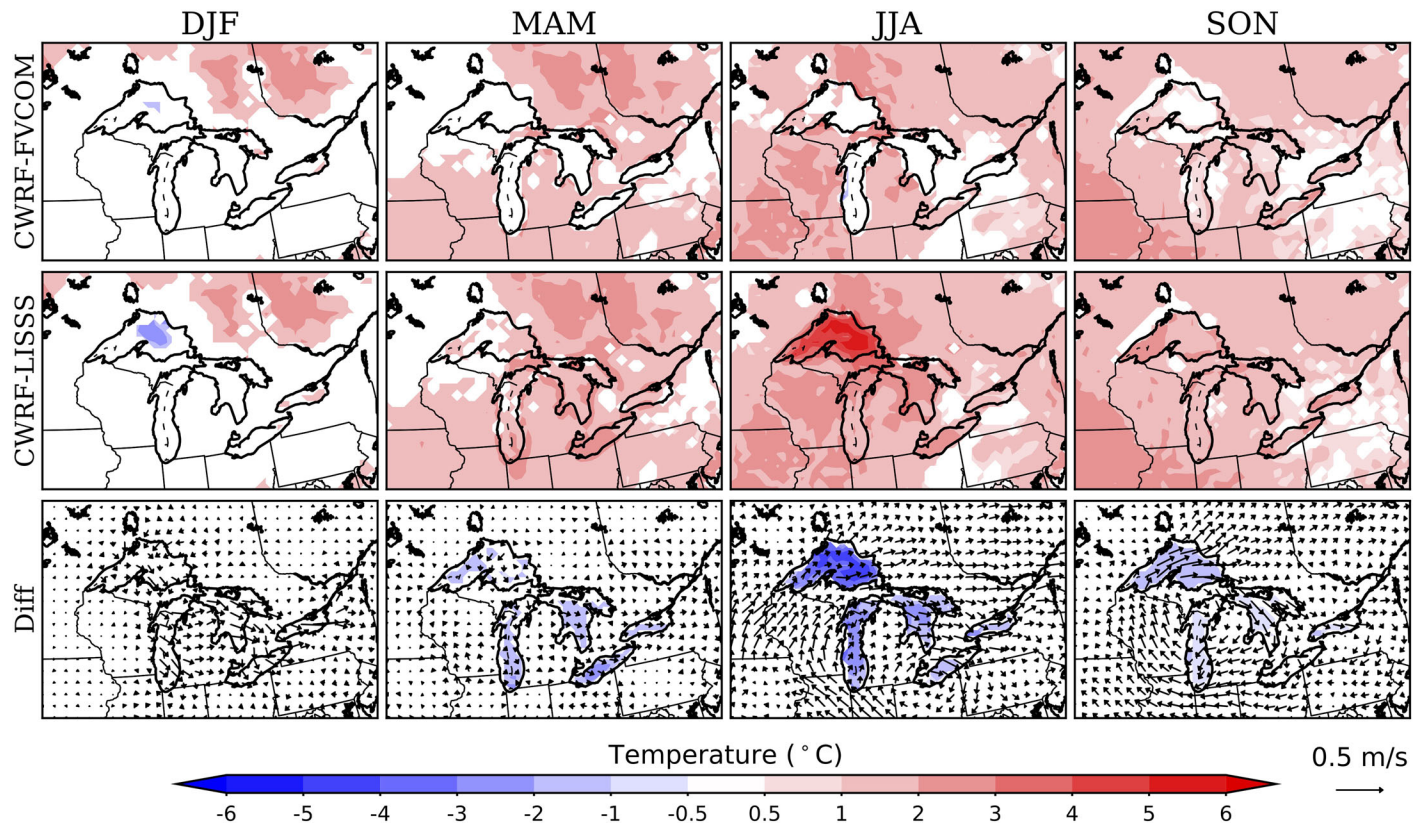 DJF MAM JJA SON
CWRF-FVCOM
CWRF-LISSS
Diff
Temperature (°C)
0.5 m/s
-6 -5 -4 -3 -2 -1 -0.5 0.5 1 2 3 4 5 6